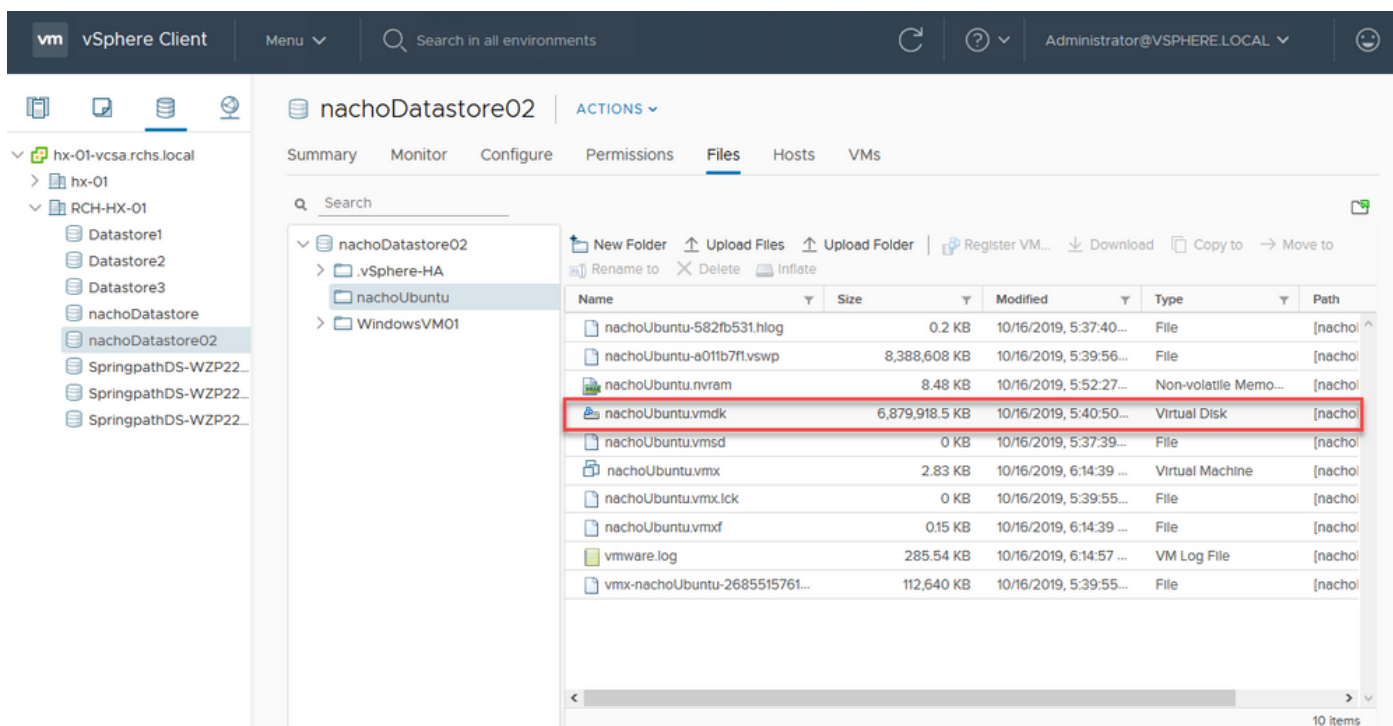 vm vSphere Client Menu Search in all environments Administrator@VSPHERE.LOCAL
hx-01-vcsa.rchs.local
hx-01
RCH-HX-01
Datastore1
Datastore2
Datastore3
nachoDatastore
nachoDatastore02
SpringpathDS-WZP22...
SpringpathDS-WZP22...
SpringpathDS-WZP22...
nachoDatastore02 ACTIONS
Summary Monitor Configure Permissions Files Hosts VMs
Search
nachoDatastore02
.vSphere-HA
nachoUbuntu
WindowsVM01
New Folder Upload Files Upload Folder Register VM... Download Copy to Move to
Rename to Delete Inflate
Name Size Modified Type Path
nachoUbuntu-582fb531.hlog 0.2 KB 10/16/2019, 5:37:40... File [nachol
nachoUbuntu-a011b7f1.vswp 8,388,608 KB 10/16/2019, 5:39:56... File [nachol
nachoUbuntu.nvram 8.48 KB 10/16/2019, 5:52:27... Non-volatile Memo... [nachol
nachoUbuntu.vmdk 6,879,918.5 KB 10/16/2019, 5:40:50... Virtual Disk [nachol
nachoUbuntu.vmsd 0 KB 10/16/2019, 5:37:39... File [nachol
nachoUbuntu.vmx 2.83 KB 10/16/2019, 6:14:39 ... Virtual Machine [nachol
nachoUbuntu.vmx.lck 0 KB 10/16/2019, 5:39:55... File [nachol
nachoUbuntu.vmxf 0.15 KB 10/16/2019, 6:14:39 ... File [nachol
vmware.log 285.54 KB 10/16/2019, 6:14:57 ... VM Log File [nachol
vmx-nachoUbuntu-2685515761... 112,640 KB 10/16/2019, 5:39:55... File [nachol
10 items